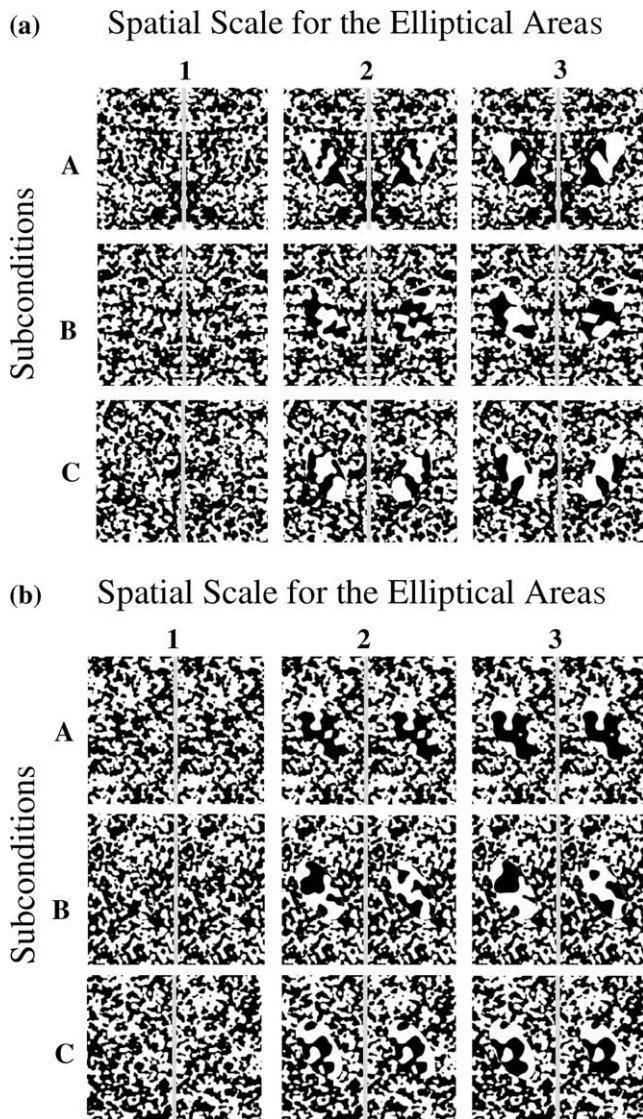 (a) Spatial Scale for the Elliptical Areas
1 2 3
Subconditions
A
B
C
(b) Spatial Scale for the Elliptical Areas
1 2 3
Subconditions
A
B
C